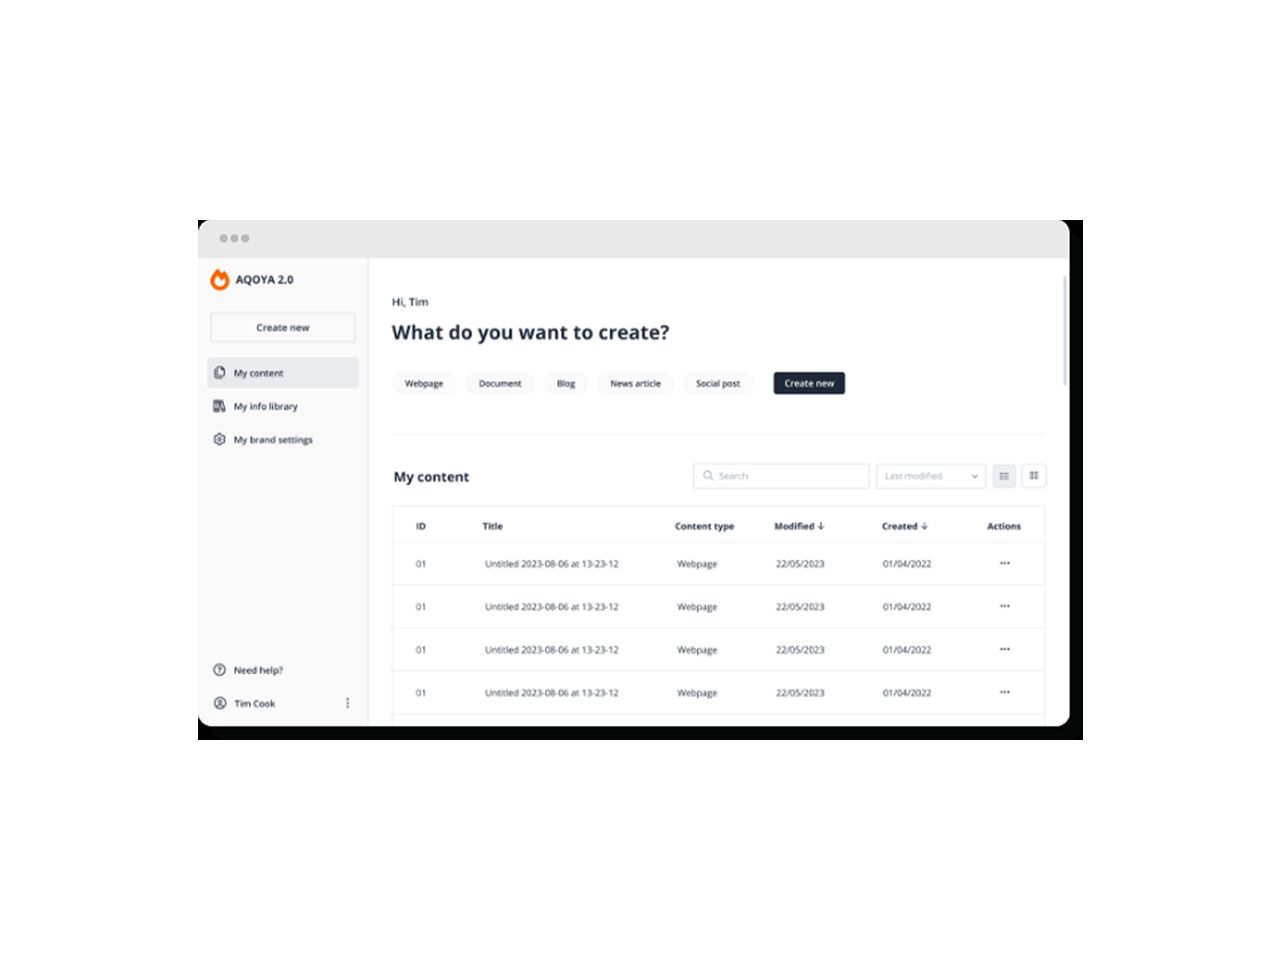 AQOYA 2.0
Create new
My content
My info library
My brand settings
Need help?
Tim Cook
Hi, Tim
What do you want to create?
Webpage Document Blog News article Social post Create new
My content Search Last modified
ID Title Content type Modified ↓ Created ↓ Actions
01 Untitled 2023-08-06 at 13-23-12 Webpage 22/05/2023 01/04/2022 ...
01 Untitled 2023-08-06 at 13-23-12 Webpage 22/05/2023 01/04/2022 ...
01 Untitled 2023-08-06 at 13-23-12 Webpage 22/05/2023 01/04/2022 ...
01 Untitled 2023-08-06 at 13-23-12 Webpage 22/05/2023 01/04/2022 ...